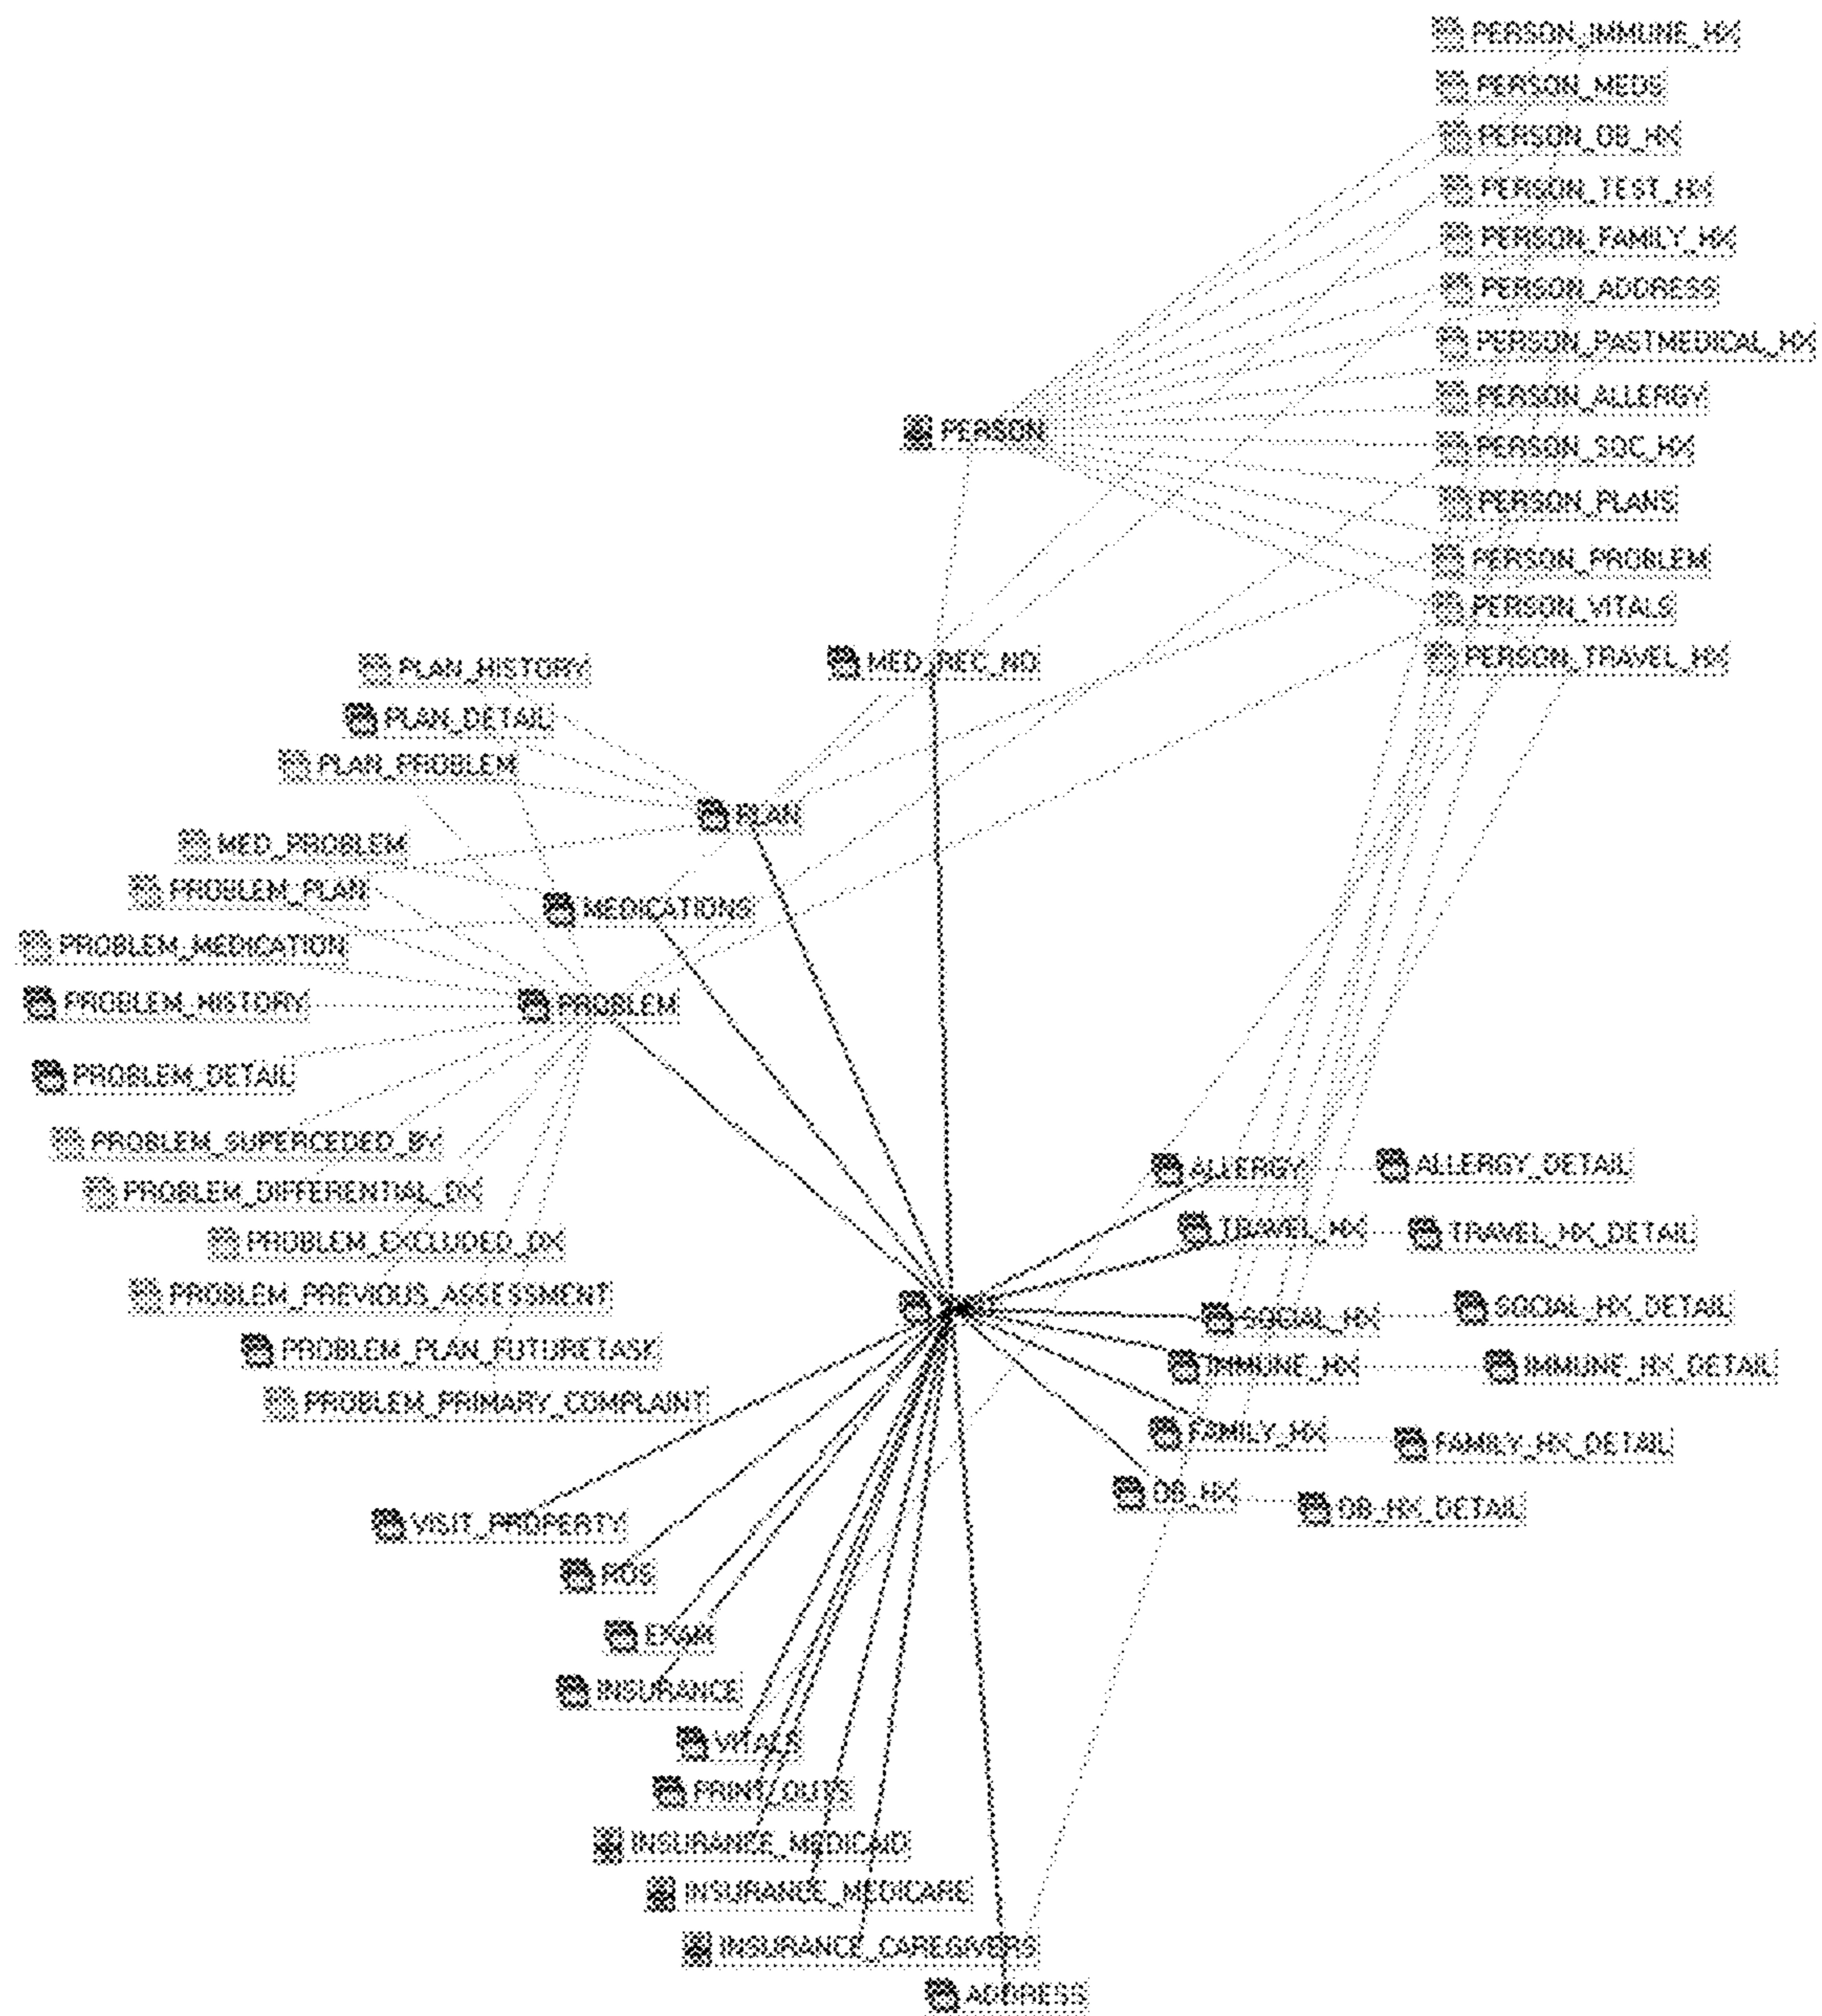 PERSON_IMMUNE_HX
PERSON_MEDS
PERSON_OB_HX
PERSON_TEST_HX
PERSON_FAMILY_HX
PERSON_ADDRESS
PERSON_PASTMEDICAL_HX
PERSON_ALLERGY
PERSON
PERSON_SOC_HX
PERSON_PLANS
PERSON_PROBLEM
PERSON_VITALS
PERSON_TRAVEL_HX
MED_REC_NO
PLAN_HISTORY
PLAN_DETAIL
PLAN_PROBLEM
PLAN
MED_PROBLEM
PROBLEM_PLAN
MEDICATIONS
PROBLEM_MEDICATION
PROBLEM_HISTORY
PROBLEM
PROBLEM_DETAIL
PROBLEM_SUPERCEDED_BY
PROBLEM_DIFFERENTIAL_DX
PROBLEM_EXCLUDED_DX
PROBLEM_PREVIOUS_ASSESSMENT
PROBLEM_PLAN_FUTURETASK
PROBLEM_PRIMARY_COMPLAINT
ALLERGY
ALLERGY_DETAIL
TRAVEL_HX
TRAVEL_HX_DETAIL
SOCIAL_HX
SOCIAL_HX_DETAIL
IMMUNE_HX
IMMUNE_HX_DETAIL
FAMILY_HX
FAMILY_HX_DETAIL
OB_HX
OB_HX_DETAIL
VISIT_PROPERTY
ROS
EXAM
INSURANCE
VITALS
PRINT_OUTS
INSURANCE_MEDICAID
INSURANCE_MEDICARE
INSURANCE_CAREGIVERS
ADDRESS